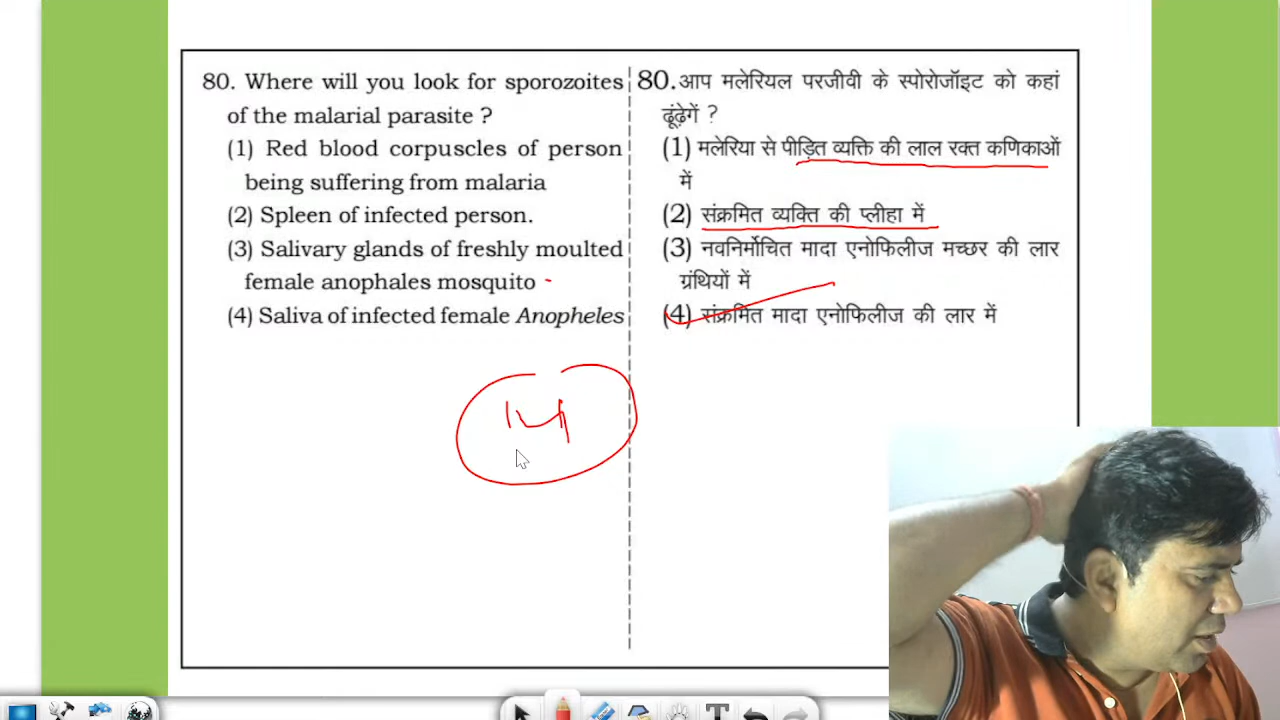 80. Where will you look for sporozoites
of the malarial parasite ?
(1) Red blood corpuscles of person
being suffering from malaria
(2) Spleen of infected person.
(3) Salivary glands of freshly moulted
female anophales mosquito
(4) Saliva of infected female Anopheles
80. आप मलेरियल परजीवी के स्पोरोजॉइट को कहां
ढूंढ़ेगें ?
(1) मलेरिया से पीड़ित व्यक्ति की लाल रक्त कणिकाओं
में
(2) संक्रमित व्यक्ति की प्लीहा में
(3) नवनिर्मोचित मादा एनोफिलीज मच्छर की लार
ग्रंथियों में
(4) संक्रमित मादा एनोफिलीज की लार में